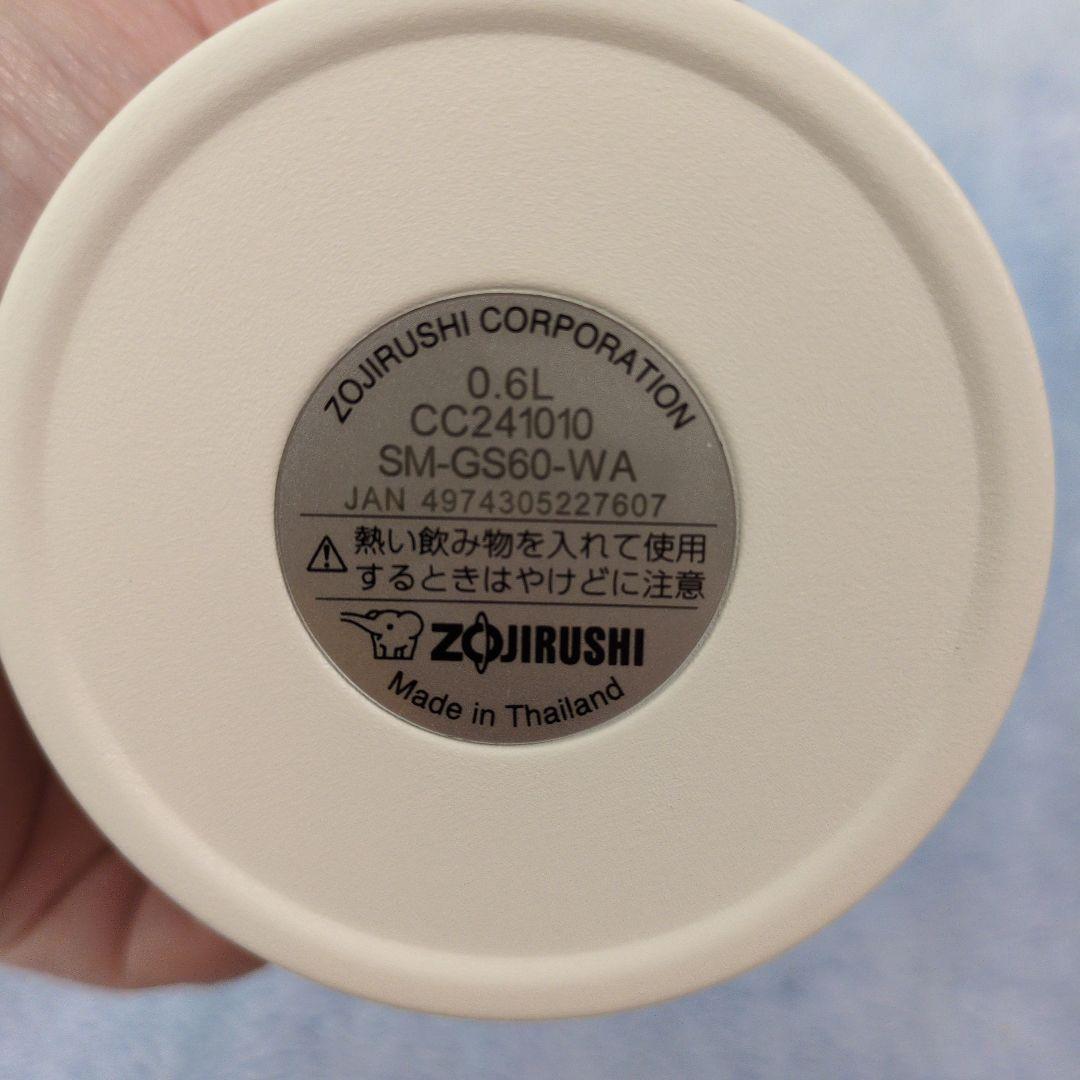 ZOJIRUSHI CORPORATION
0.6L
CC241010
SM-GS60-WA
JAN 4974305227607
⚠熱い飲み物を入れて使用
するときはやけどに注意
ZOJIRUSHI
Made in Thailand